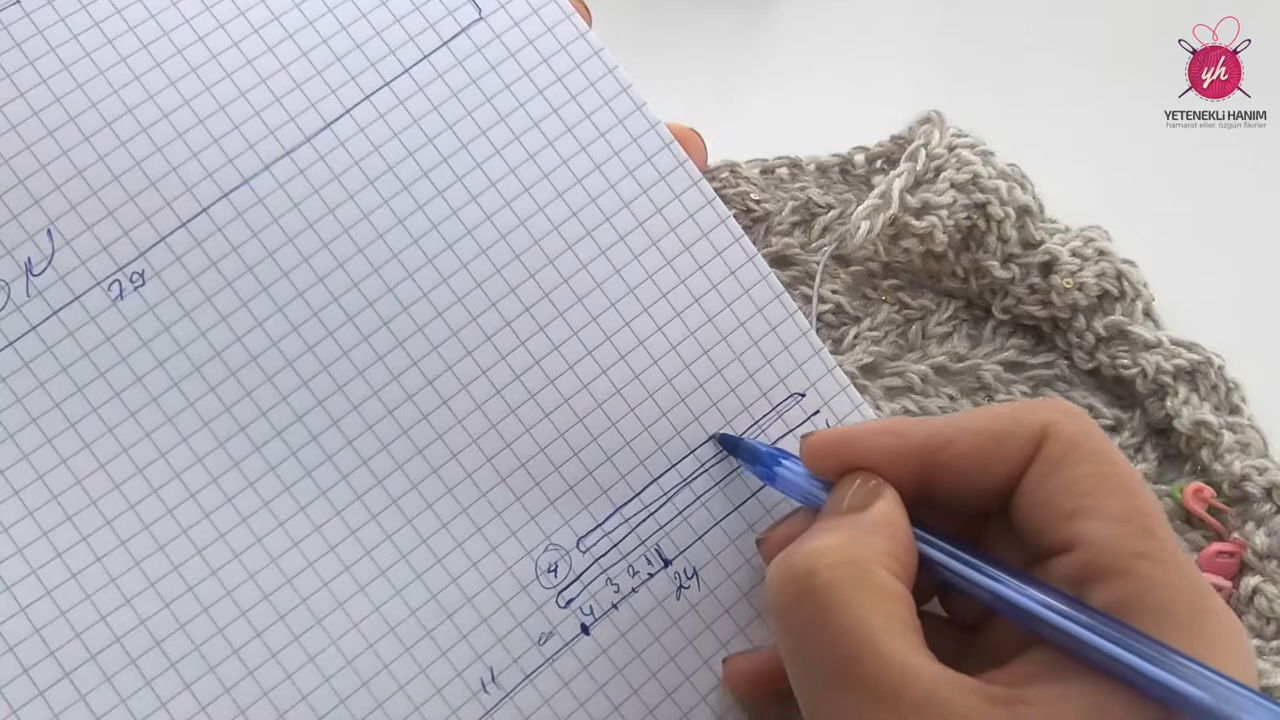 yh
YETENEKLİ HANIM
hamarat eller, özgün fikirler
79
4
4 3 2 1
24
11